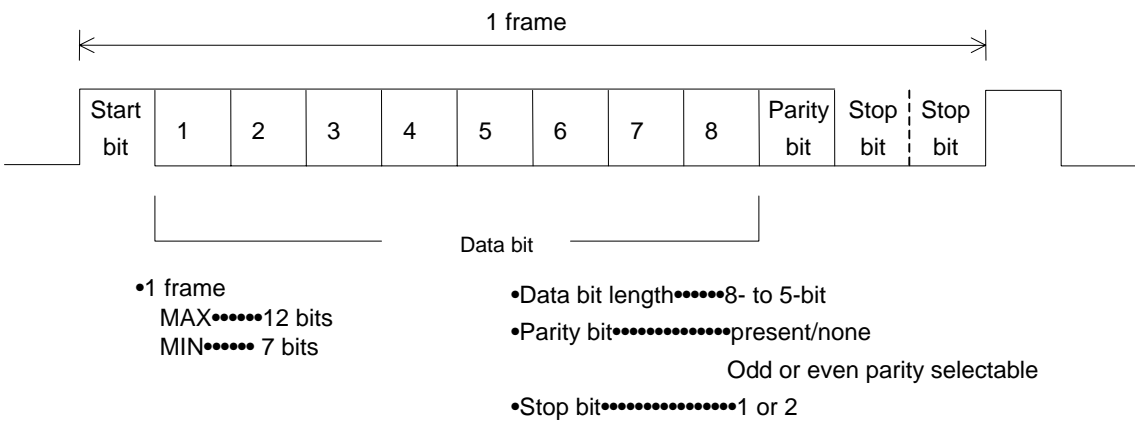 1 frame
Start bit 1 2 3 4 5 6 7 8 Parity bit Stop bit Stop bit
Data bit
•1 frame
MAX••••••12 bits
MIN•••••• 7 bits
•Data bit length••••••8- to 5-bit
•Parity bit••••••••••••••present/none
Odd or even parity selectable
•Stop bit••••••••••••••••1 or 2